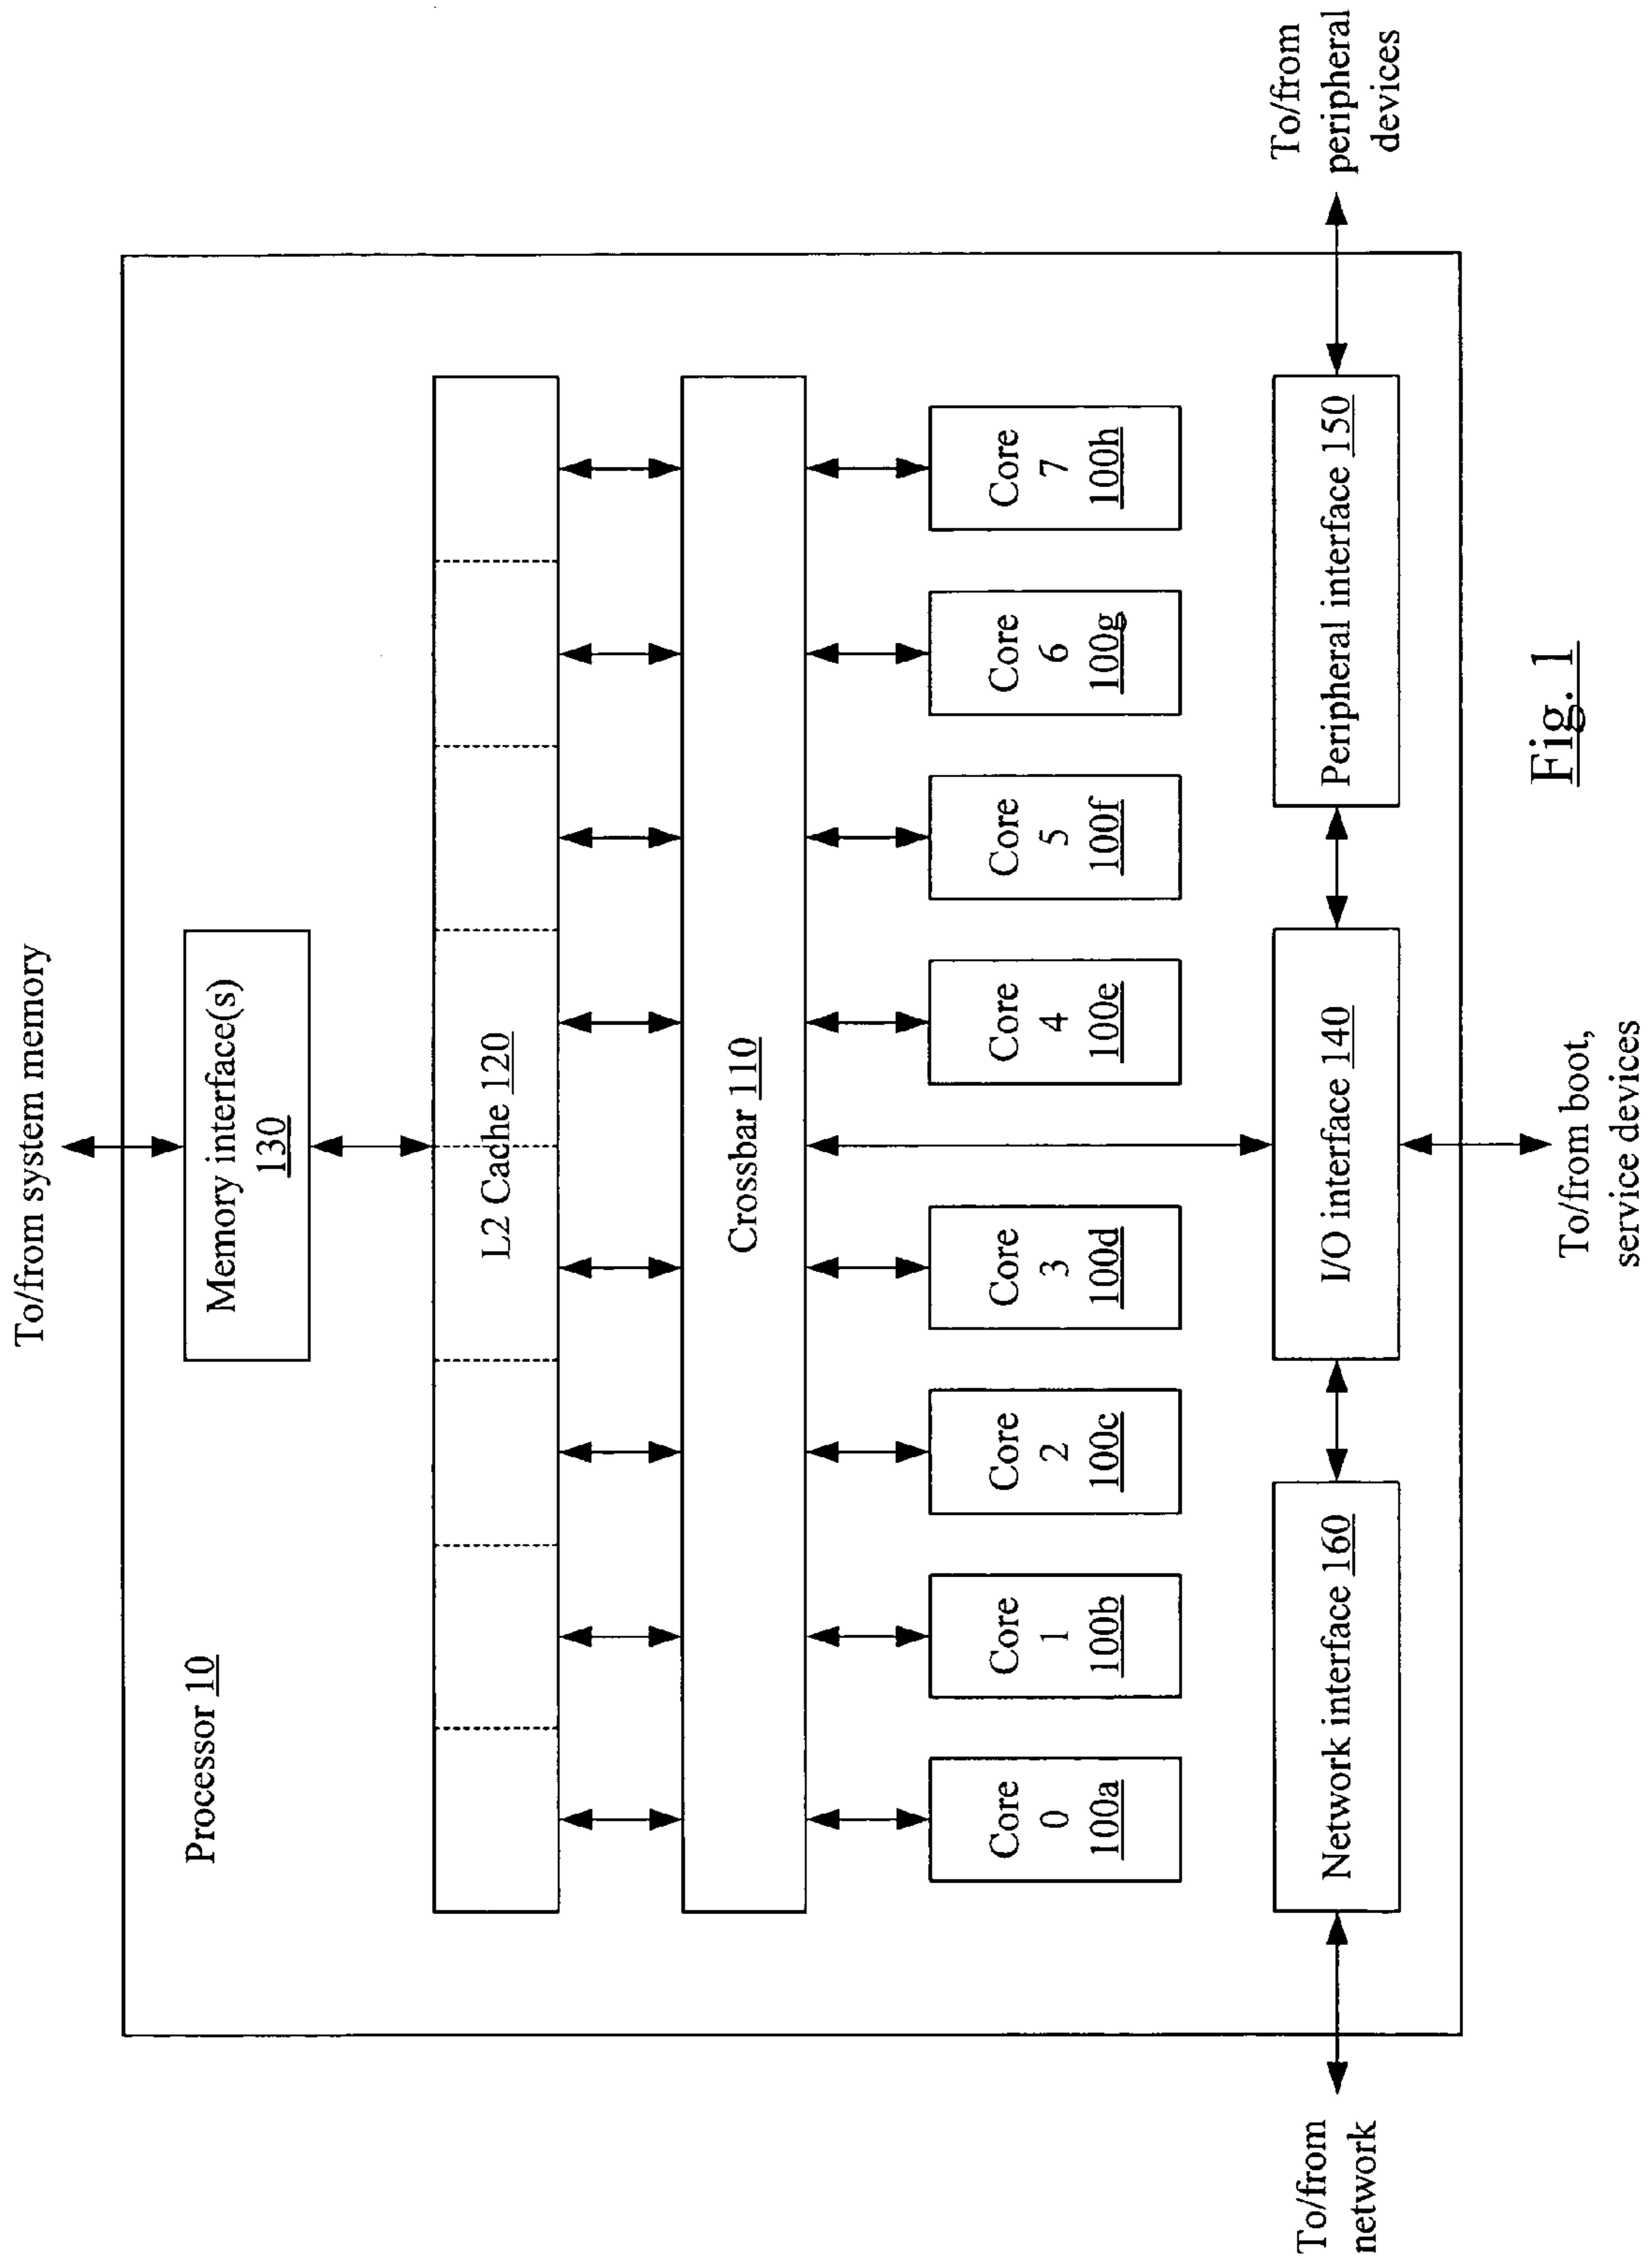 To/from system memory
Processor 10
Memory interface(s)
130
L2 Cache 120
Crossbar 110
Core
0
100a
Core
1
100b
Core
2
100c
Core
3
100d
Core
4
100e
Core
5
100f
Core
6
100g
Core
7
100h
Network interface 160
I/O interface 140
Peripheral interface 150
To/from
network
To/from boot,
service devices
To/from
peripheral
devices
Fig. 1